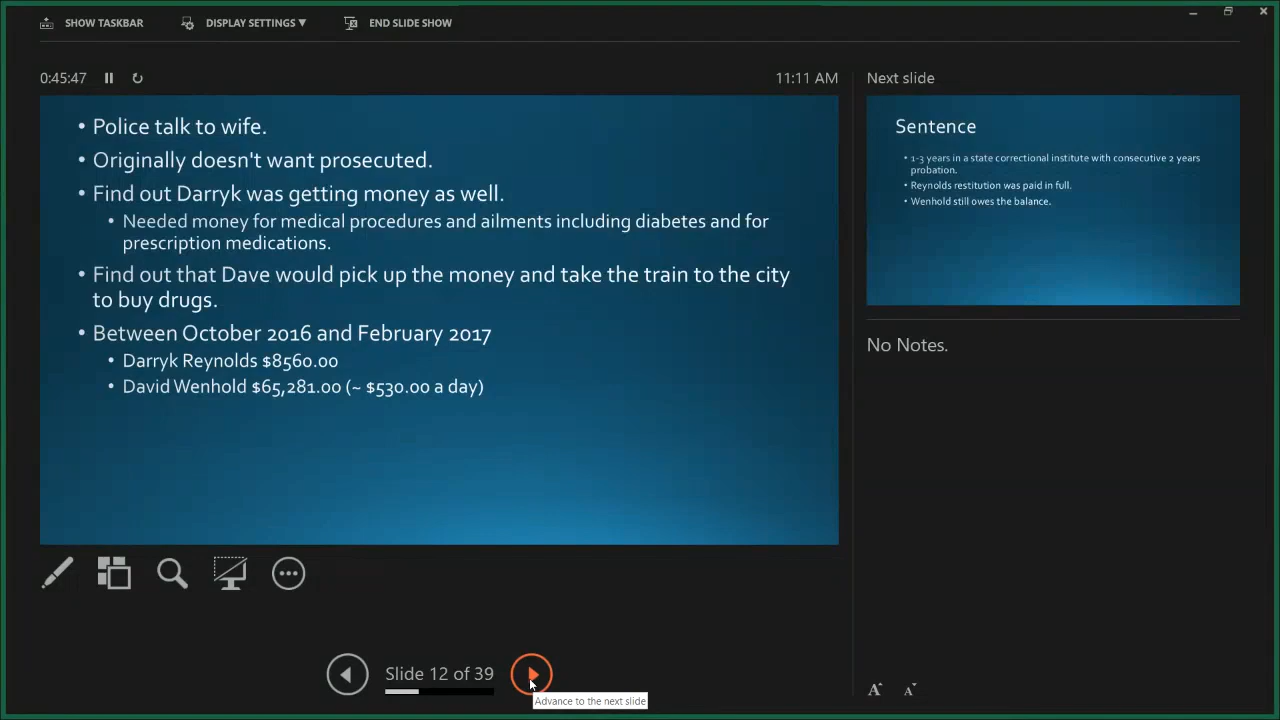 SHOW TASKBAR
DISPLAY SETTINGS ▼
END SLIDE SHOW
0:45:47
11:11 AM
• Police talk to wife.
• Originally doesn't want prosecuted.
• Find out Darryk was getting money as well.
• Needed money for medical procedures and ailments including diabetes and for
prescription medications.
• Find out that Dave would pick up the money and take the train to the city
to buy drugs.
• Between October 2016 and February 2017
• Darryk Reynolds $8560.00
• David Wenhold $65,281.00 (~ $530.00 a day)
Slide 12 of 39
Advance to the next slide
Next slide
Sentence
• 1-3 years in a state correctional institute with consecutive 2 years
probation.
• Reynolds restitution was paid in full.
• Wenhold still owes the balance.
No Notes.
A A